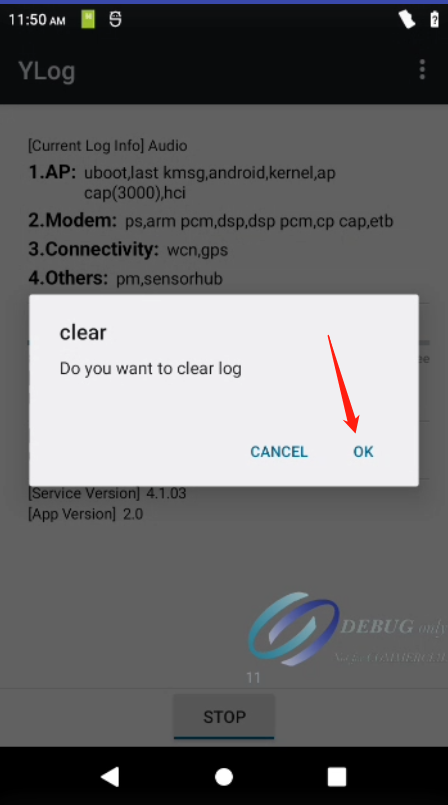 11:50 AM
YLog
[Current Log Info] Audio
1.AP: uboot,last kmsg,android,kernel,ap
cap(3000),hci
2.Modem: ps,arm pcm,dsp,dsp pcm,cp cap,etb
3.Connectivity: wcn,gps
4.Others: pm,sensorhub
ee
clear
Do you want to clear log
CANCEL OK
[Service Version] 4.1.03
[App Version] 2.0
DEBUG only
11
STOP